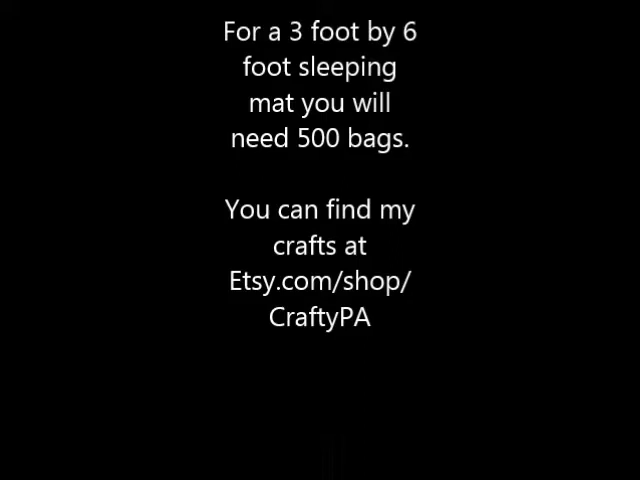 For a 3 foot by 6
foot sleeping
mat you will
need 500 bags.
You can find my
crafts at
Etsy.com/shop/
CraftyPA